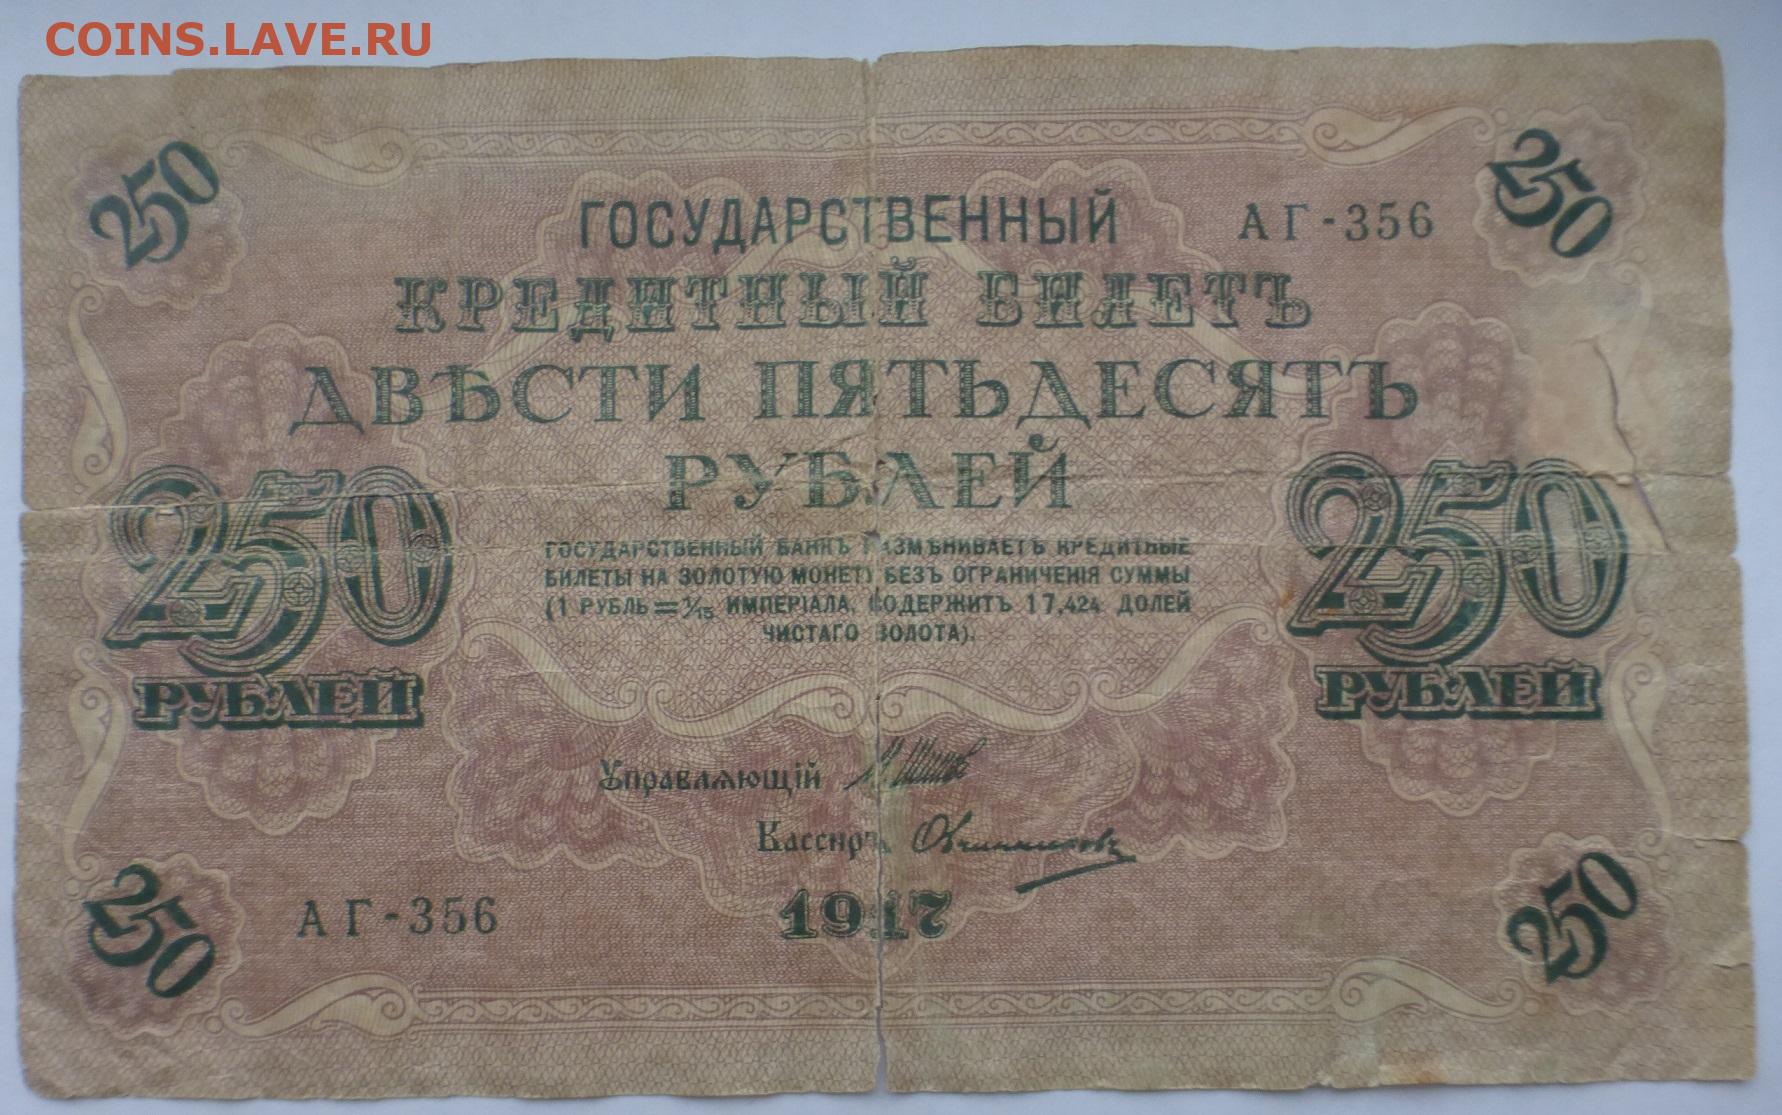 COINS.LAVE.RU
250
250
ГОСУДАРСТВЕННЫЙ
АГ-356
КРЕДИТНЫЙ БИЛЕТЪ
ДВѢСТИ ПЯТЬДЕСЯТЪ
РУБЛЕЙ
250
РУБЛЕЙ
250
РУБЛЕЙ
ГОСУДАРСТВЕННЫЙ БАНКЪ РАЗМѢНИВАЕТЪ КРЕДИТНЫЕ
БИЛЕТЫ НА ЗОЛОТУЮ МОНЕТУ БЕЗЪ ОГРАНИЧЕНІЯ СУММЫ
(1 РУБЛЬ = 1/15 ИМПЕРІАЛА, СОДЕРЖИТЪ 17,424 ДОЛЕЙ
ЧИСТАГО ЗОЛОТА).
Управляющій И Шипов
Кассиръ Овчинниковъ
АГ-356
1917
250
250